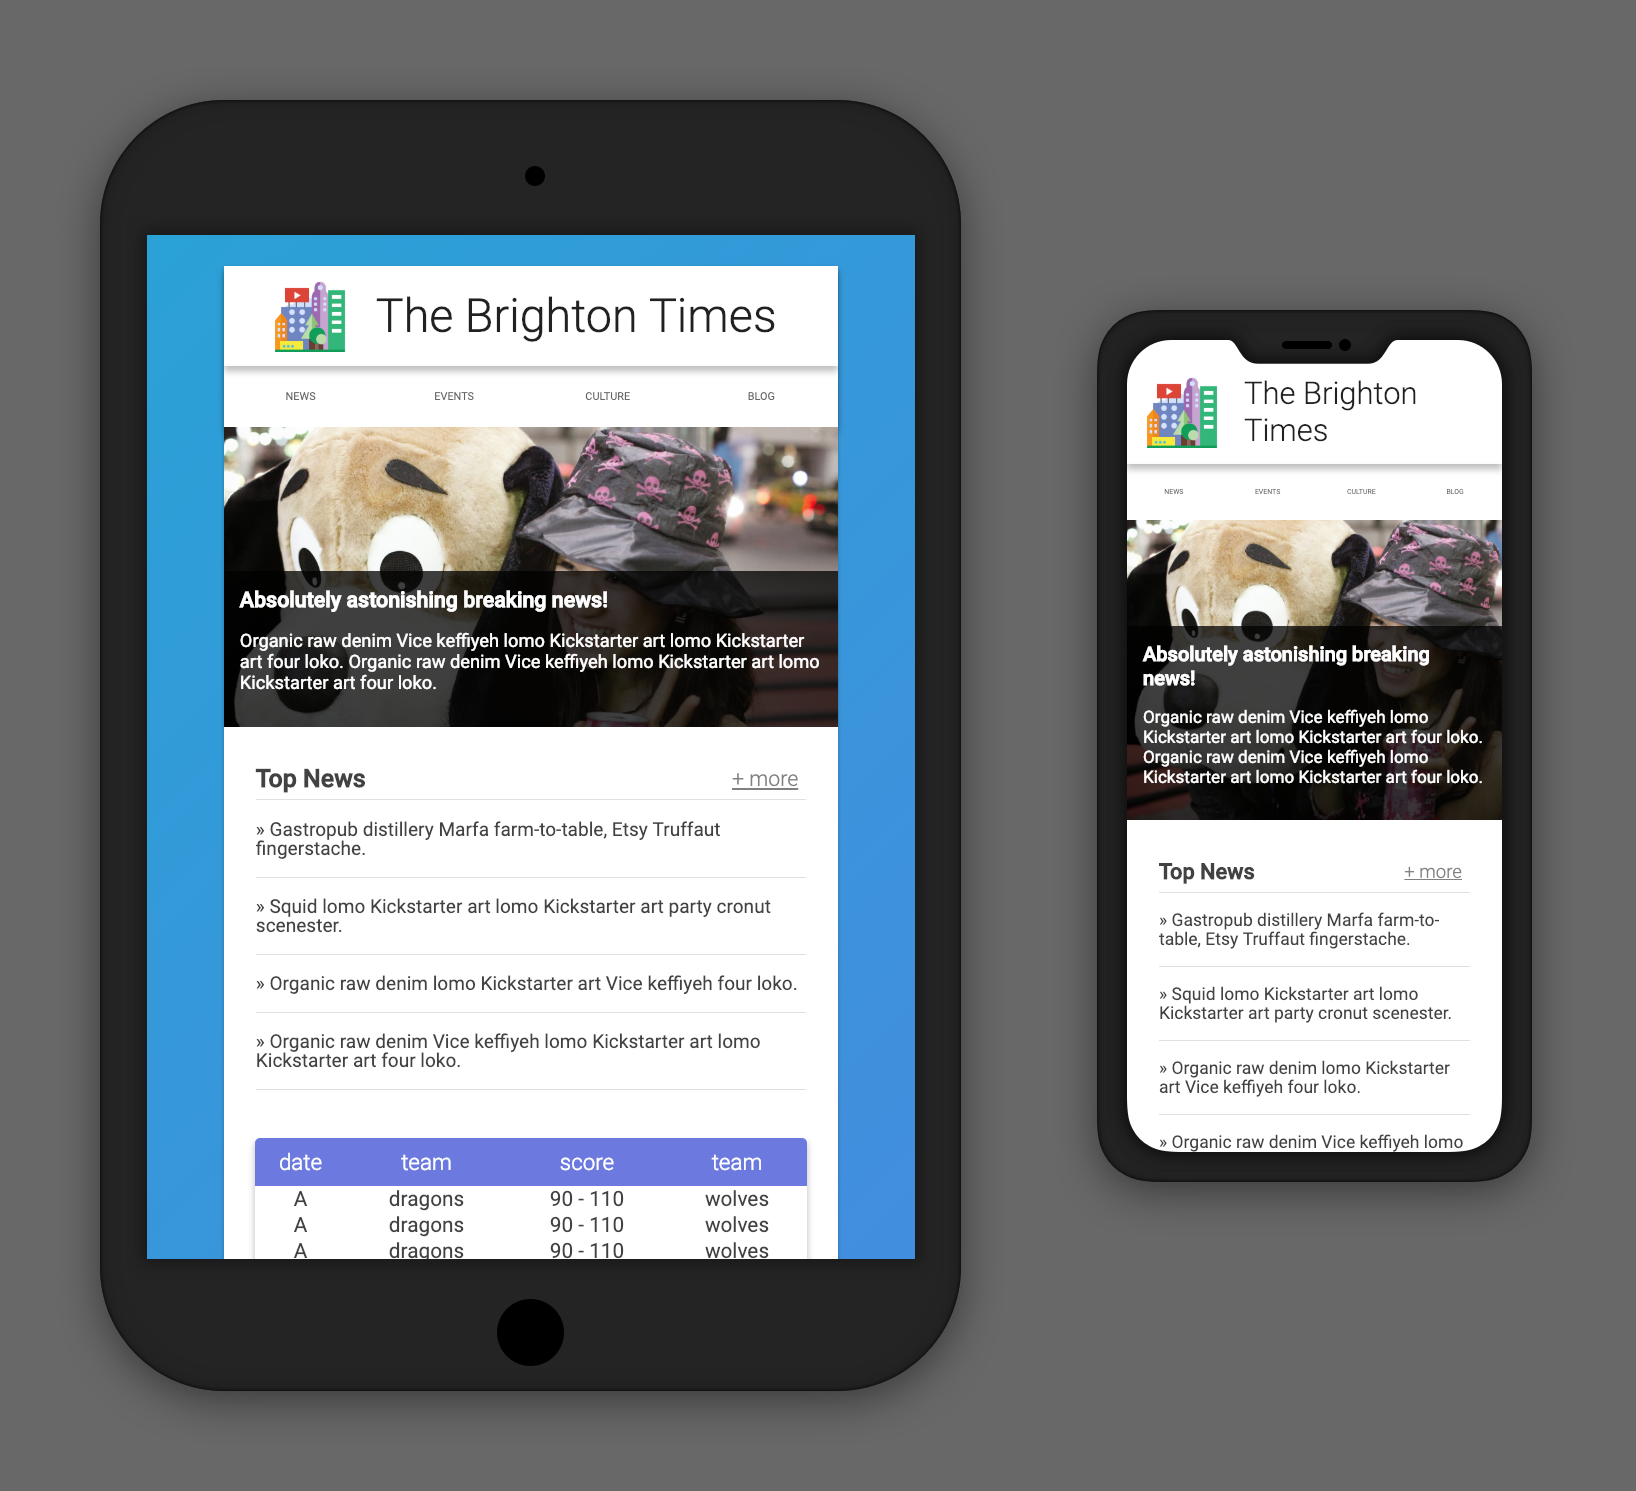 The Brighton Times
NEWS EVENTS CULTURE BLOG
Absolutely astonishing breaking news!
Organic raw denim Vice keffiyeh lomo Kickstarter art lomo Kickstarter
art four loko. Organic raw denim Vice keffiyeh lomo Kickstarter art lomo
Kickstarter art four loko.
Top News + more
» Gastropub distillery Marfa farm-to-table, Etsy Truffaut
fingerstache.
» Squid lomo Kickstarter art lomo Kickstarter art party cronut
scenester.
» Organic raw denim lomo Kickstarter art Vice keffiyeh four loko.
» Organic raw denim Vice keffiyeh lomo Kickstarter art lomo
Kickstarter art four loko.
date team score team
A dragons 90 - 110 wolves
A dragons 90 - 110 wolves
A dragons 90 - 110 wolves
The Brighton
Times
NEWS EVENTS CULTURE BLOG
Absolutely astonishing breaking
news!
Organic raw denim Vice keffiyeh lomo
Kickstarter art lomo Kickstarter art four loko.
Organic raw denim Vice keffiyeh lomo
Kickstarter art lomo Kickstarter art four loko.
Top News + more
» Gastropub distillery Marfa farm-to-
table, Etsy Truffaut fingerstache.
» Squid lomo Kickstarter art lomo
Kickstarter art party cronut scenester.
» Organic raw denim lomo Kickstarter
art Vice keffiyeh four loko.
» Organic raw denim Vice keffiyeh lomo